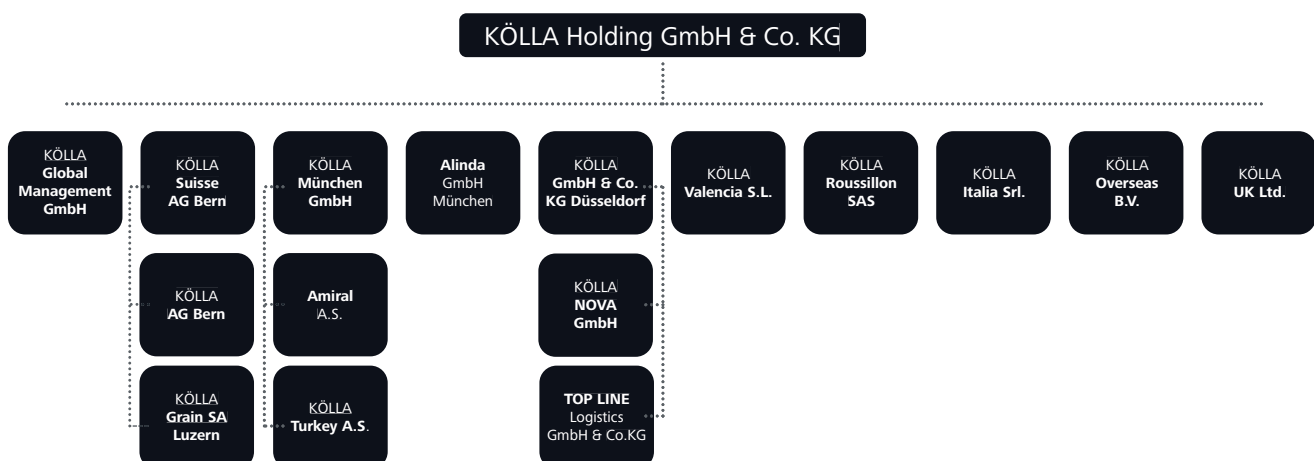 KÖLLA Holding GmbH & Co. KG
KÖLLA
Global
Management
GmbH
KÖLLA
Suisse
AG Bern
KÖLLA
München
GmbH
Alinda
GmbH
München
KÖLLA
GmbH & Co.
KG Düsseldorf
KÖLLA
Valencia S.L.
KÖLLA
Roussillon
SAS
KÖLLA
Italia Srl.
KÖLLA
Overseas
B.V.
KÖLLA
UK Ltd.
KÖLLA
AG Bern
Amiral
A.S.
KÖLLA
NOVA
GmbH
KÖLLA
Grain SA
Luzern
KÖLLA
Turkey A.S.
TOP LINE
Logistics
GmbH & Co.KG